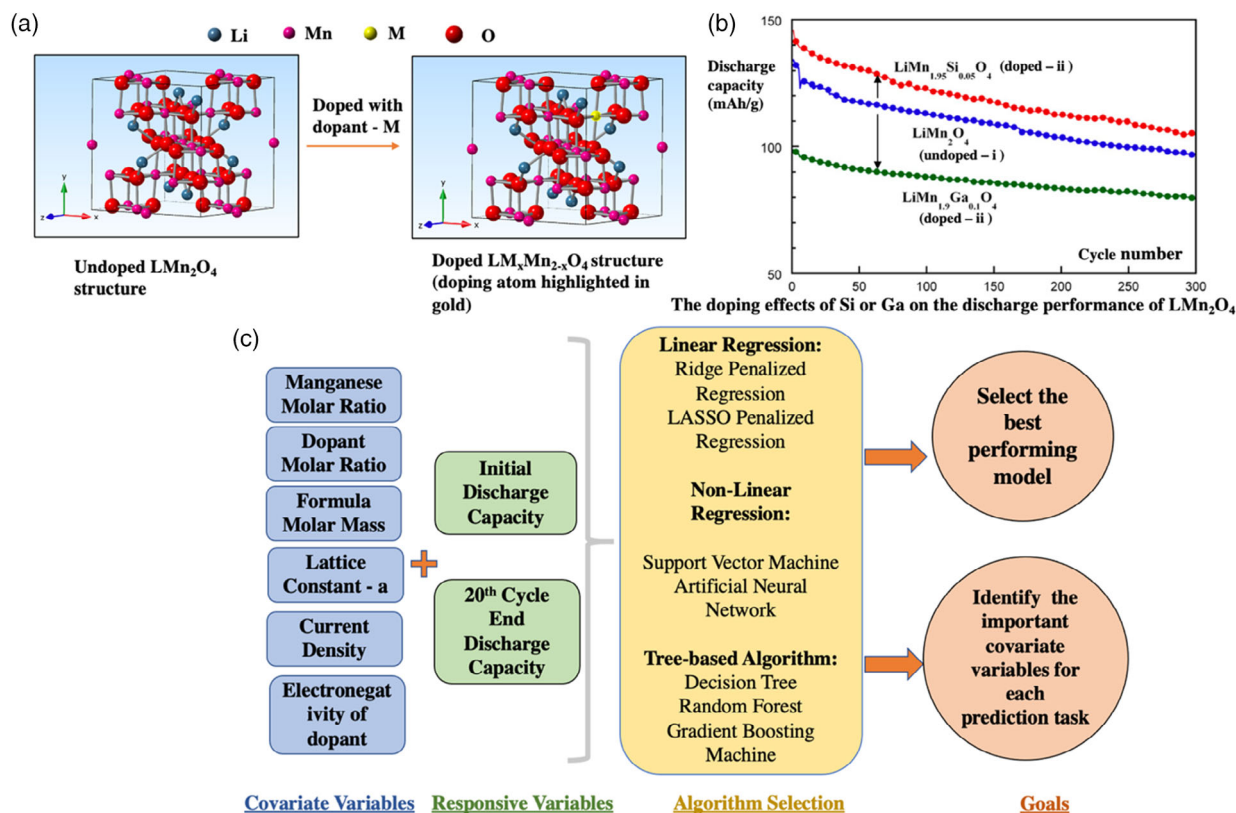 (a)
Li Mn M O
Doped with
dopant - M
y
z
x
y
z
x
Undoped LMn₂O₄
structure
Doped LMₓMn₂₋ₓO₄ structure
(doping atom highlighted in
gold)
(b)
150
100
50
Discharge
capacity
(mAh/g)
LiMn₁.₉₅Si₀.₀₅O₄ (doped – ii)
LiMn₂O₄
(undoped – i)
LiMn₁.₉Ga₀.₁O₄
(doped – ii)
Cycle number
0 50 100 150 200 250 300
The doping effects of Si or Ga on the discharge performance of LMn₂O₄
(c)
Manganese
Molar Ratio
Dopant
Molar Ratio
Formula
Molar Mass
Lattice
Constant - a
Current
Density
Electronegat
ivity of
dopant
Covariate Variables
+
Initial
Discharge
Capacity
20th Cycle
End
Discharge
Capacity
Responsive Variables
Linear Regression:
Ridge Penalized
Regression
LASSO Penalized
Regression
Non-Linear
Regression:
Support Vector Machine
Artificial Neural
Network
Tree-based Algorithm:
Decision Tree
Random Forest
Gradient Boosting
Machine
Algorithm Selection
Select the
best
performing
model
Identify the
important
covariate
variables for
each
prediction task
Goals